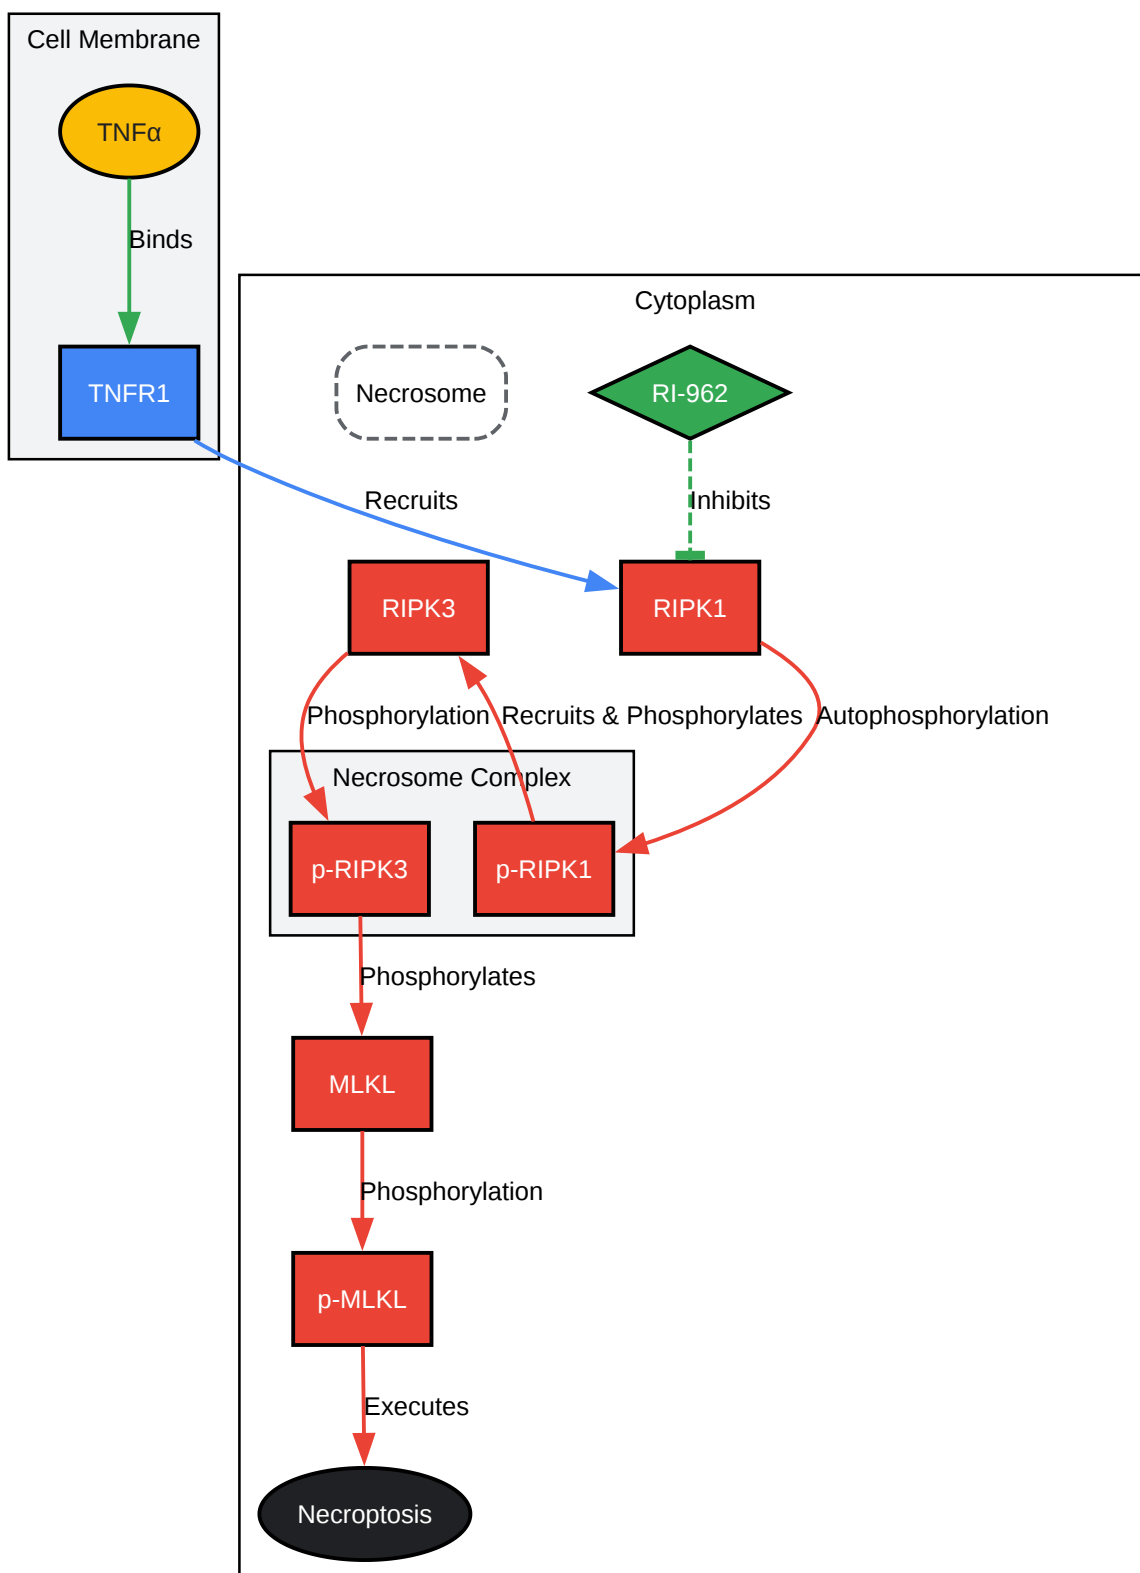 Cell Membrane
TNFα
Binds
TNFR1
Cytoplasm
Necrosome
RI-962
Recruits
Inhibits
RIPK3
RIPK1
Phosphorylation
Recruits & Phosphorylates
Autophosphorylation
Necrosome Complex
p-RIPK3
p-RIPK1
Phosphorylates
MLKL
Phosphorylation
p-MLKL
Executes
Necroptosis